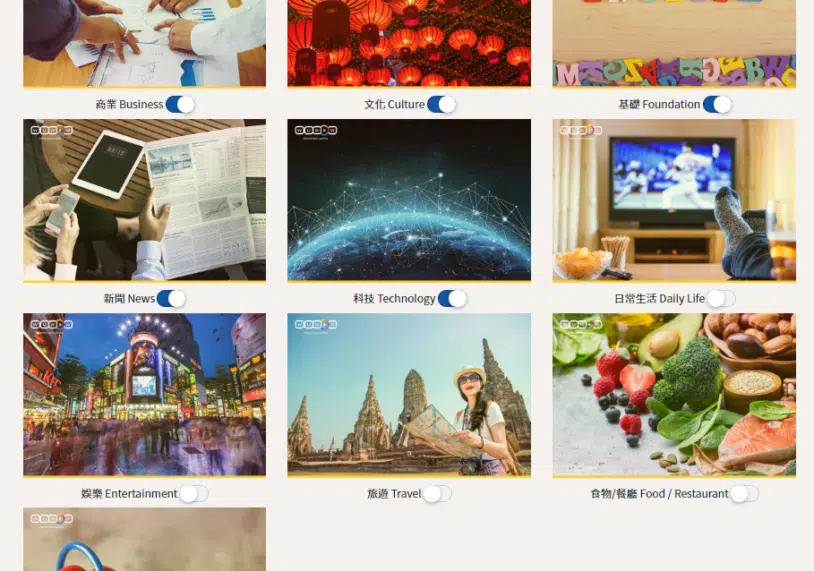 商業 Business
文化 Culture
基礎 Foundation
新聞 News
科技 Technology
日常生活 Daily Life
娛樂 Entertainment
旅遊 Travel
食物/餐廳 Food / Restaurant